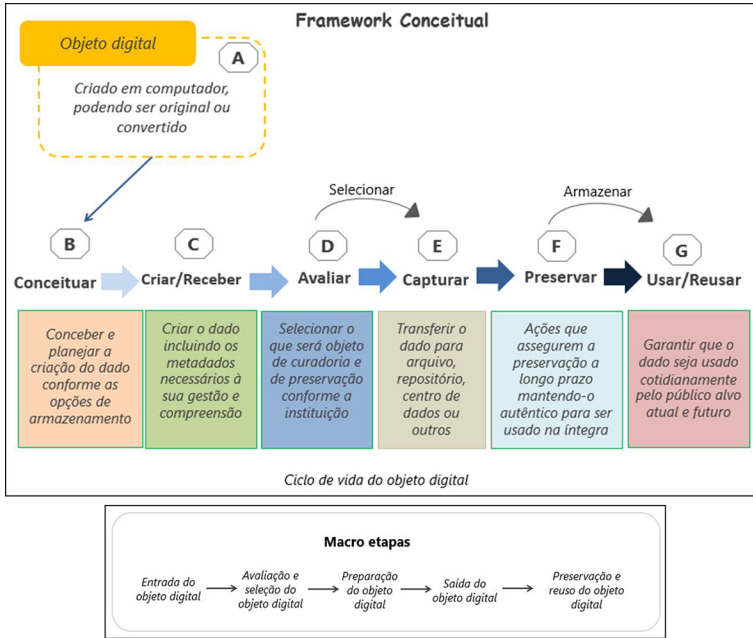 Framework Conceitual
Objeto digital
A
Criado em computador,
podendo ser original ou
convertido
Selecionar
Armazenar
B
C
D
E
F
G
Conceituar
Criar/Receber
Avaliar
Capturar
Preservar
Usar/Reusar
Conceber e
planejar a
criação do dado
conforme as
opções de
armazenamento
Criar o dado
incluindo os
metadados
necessários à
sua gestão e
compreensão
Selecionar o
que será objeto
de curadoria e
de preservação
conforme a
instituição
Transferir o
dado para
arquivo,
repositório,
centro de
dados ou
outros
Ações que
assegurem a
preservação a
longo prazo
mantendo-o
autêntico para ser
usado na íntegra
Garantir que o
dado seja usado
cotidianamente
pelo público alvo
atual e futuro
Ciclo de vida do objeto digital
Macro etapas
Entrada do
objeto digital
Avaliação e
seleção do
objeto digital
Preparação
do objeto
digital
Saída do
objeto digital
Preservação e
reuso do objeto
digital